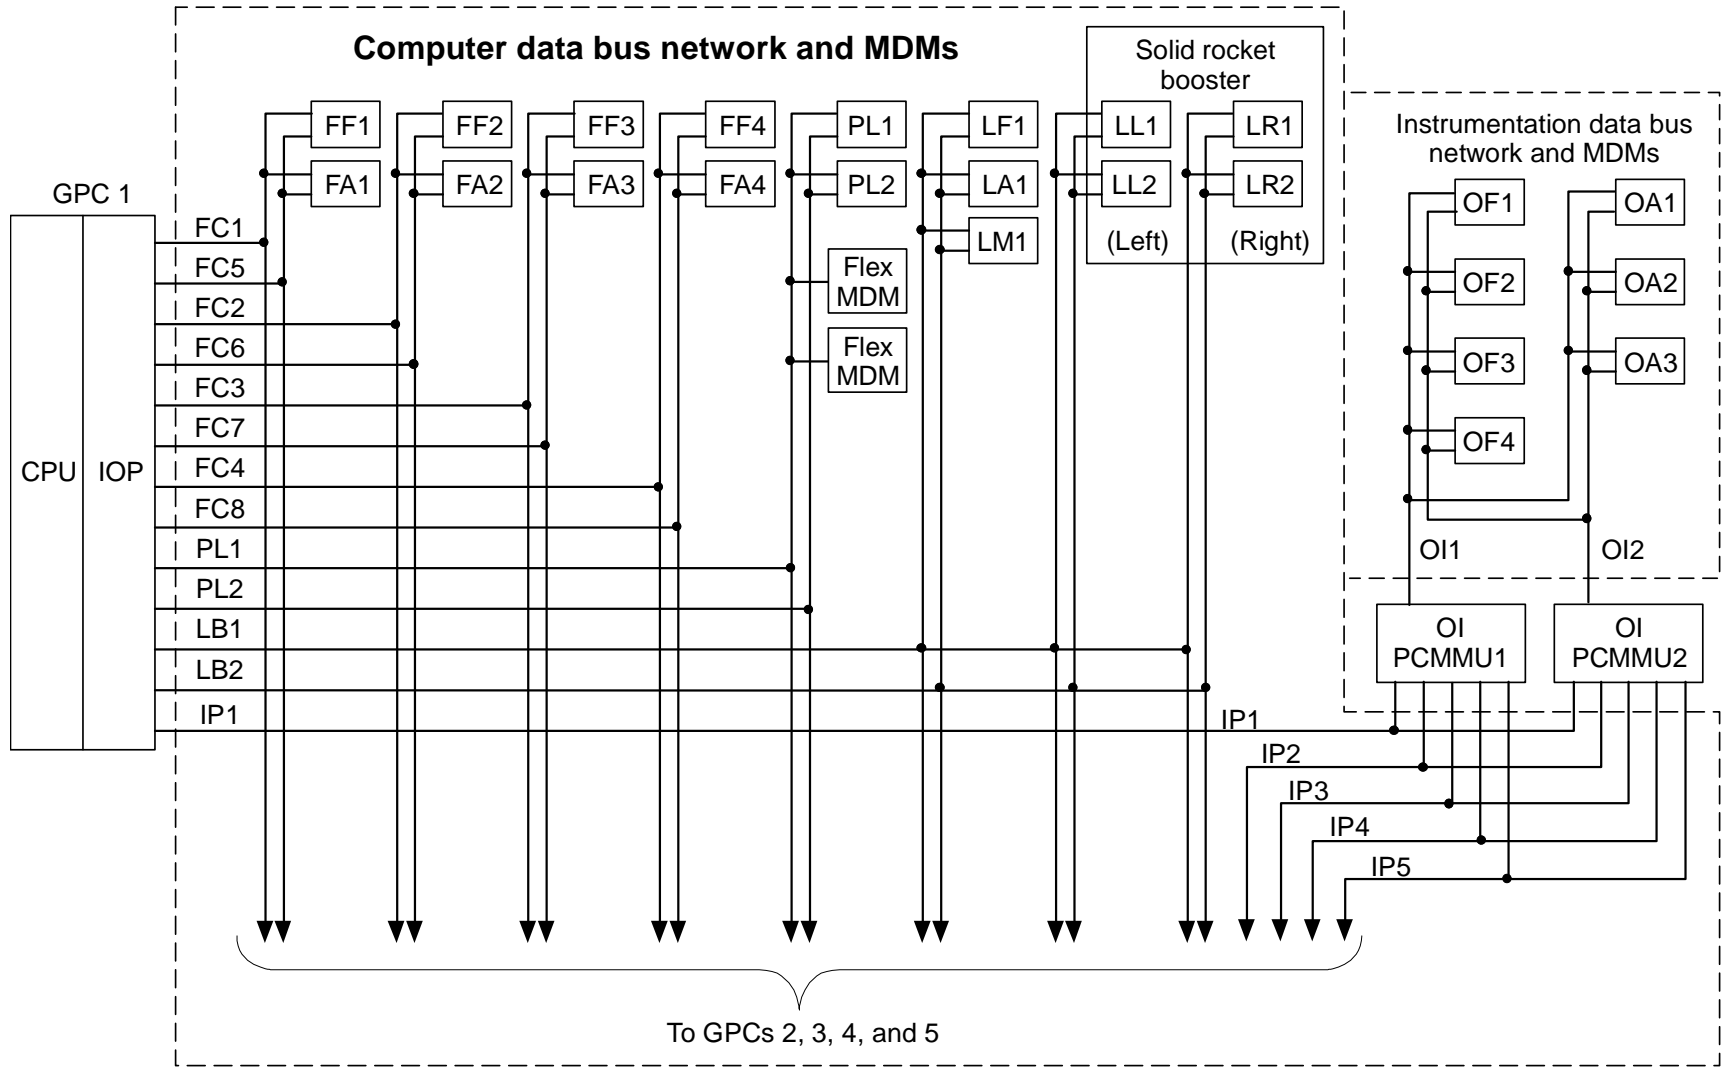 Computer data bus network and MDMs
Solid rocket
booster
FF1
FF2
FF3
FF4
PL1
LF1
LL1
LR1
FA1
FA2
FA3
FA4
PL2
LA1
LL2
LR2
LM1
(Left)
(Right)
Flex
MDM
Flex
MDM
Instrumentation data bus
network and MDMs
OF1
OA1
OF2
OA2
OF3
OA3
OF4
OI1
OI2
OI
PCMMU1
OI
PCMMU2
GPC 1
CPU
IOP
FC1
FC5
FC2
FC6
FC3
FC7
FC4
FC8
PL1
PL2
LB1
LB2
IP1
IP1
IP2
IP3
IP4
IP5
To GPCs 2, 3, 4, and 5